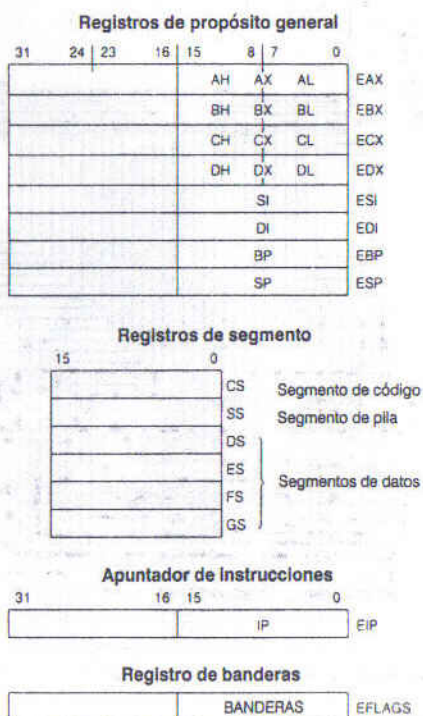 Registros de propósito general
31 24 23 16 15 8 7 0
AH AX AL EAX
BH BX BL EBX
CH CX CL ECX
DH DX DL EDX
SI ESI
DI EDI
BP EBP
SP ESP
Registros de segmento
15 0
CS Segmento de código
SS Segmento de pila
DS
ES
Segmentos de datos
FS
GS
Apuntador de instrucciones
31 16 15 0
IP EIP
Registro de banderas
BANDERAS EFLAGS